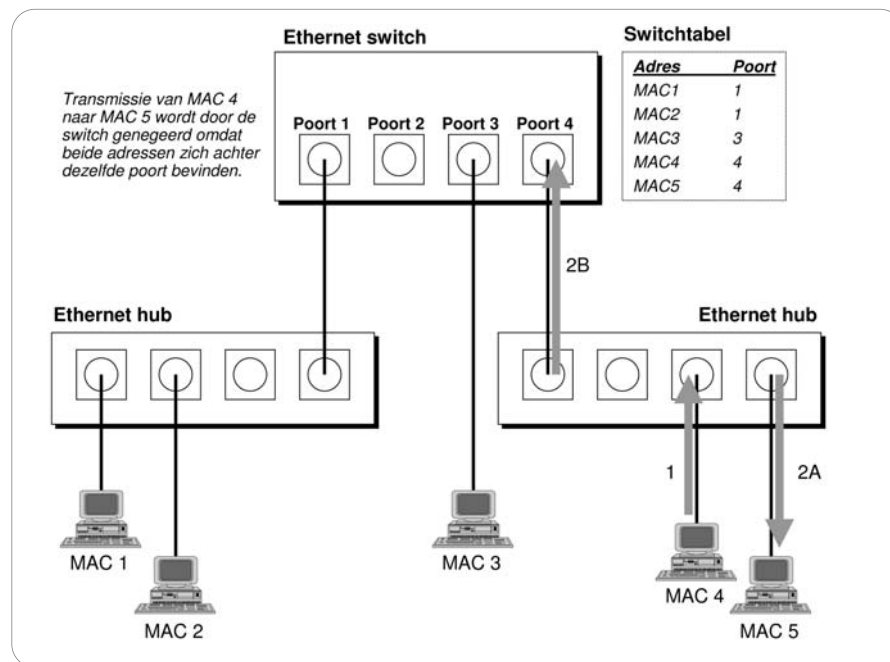 Ethernet switch
Switchtabel
Adres Poort
MAC1 1
MAC2 1
MAC3 3
MAC4 4
MAC5 4
Transmissie van MAC 4
naar MAC 5 wordt door de
switch genegeerd omdat
beide adressen zich achter
dezelfde poort bevinden.
Poort 1 Poort 2 Poort 3 Poort 4
2B
Ethernet hub
Ethernet hub
1
2A
MAC 1
MAC 2
MAC 3
MAC 4
MAC 5